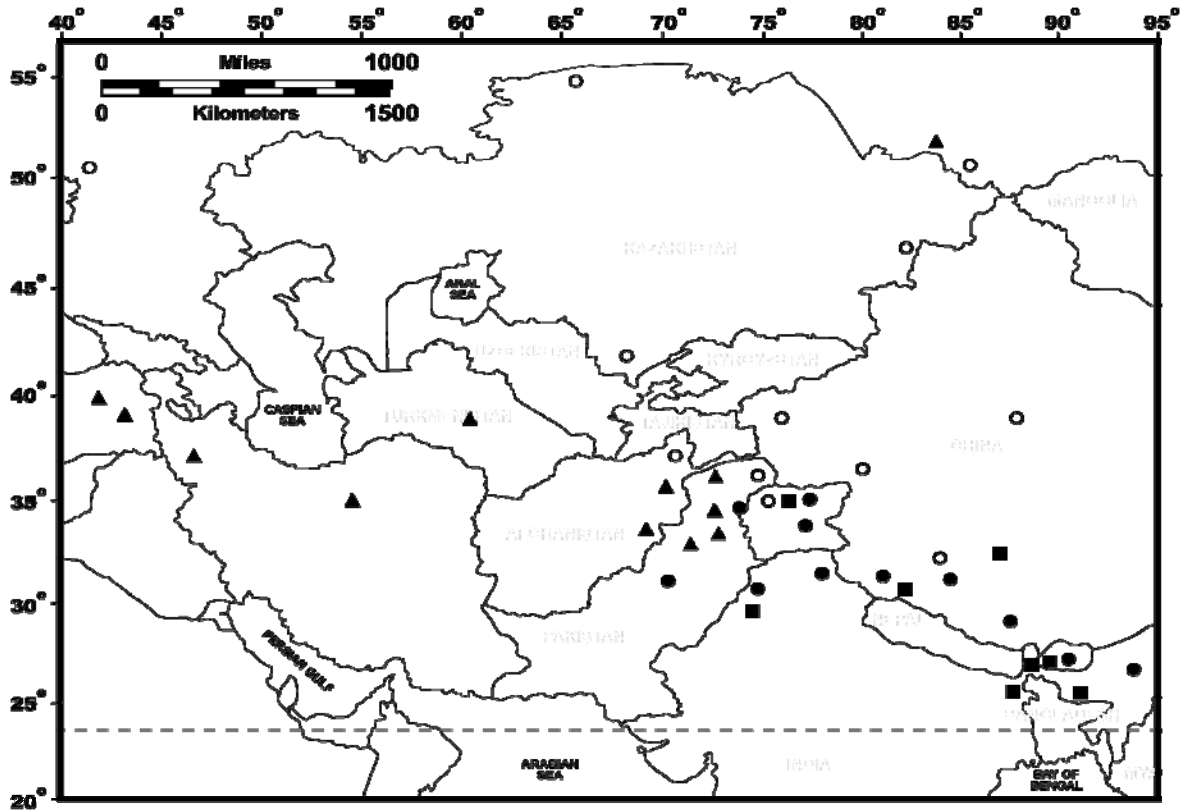 40° 45° 50° 55° 60° 65° 70° 75° 80° 85° 90° 95°
0 Miles 1000
0 Kilometers 1500
55°
50°
45°
40°
35°
30°
25°
20°
MONGOLIA
KAZAKHSTAN
ARAL
SEA
UZBEKISTAN
KYRGYZSTAN
CASPIAN
SEA
TURKMENISTAN
TAJIKISTAN
CHINA
AFGHANISTAN
PAKISTAN
NEPAL
PERSIAN GULF
BANGLADESH
ARABIAN
SEA
INDIA
BAY OF
BENGAL